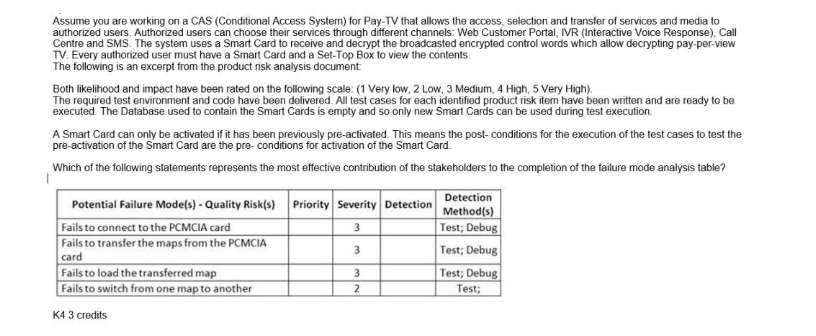 Assume you are working on a CAS (Conditional Access System) for Pay-TV that allows the access, selection and transfer of services and media to
authorized users. Authorized users can choose their services through different channels: Web Customer Portal, IVR (Interactive Voice Response), Call
Centre and SMS. The system uses a Smart Card to receive and decrypt the broadcasted encrypted control words which allow decrypting pay-per-view
TV. Every authorized user must have a Smart Card and a Set-Top Box to view the contents.
The following is an excerpt from the product risk analysis document:
Both likelihood and impact have been rated on the following scale: (1 Very low, 2 Low, 3 Medium, 4 High, 5 Very High).
The required test environment and code have been delivered. All test cases for each identified product risk item have been written and are ready to be
executed. The Database used to contain the Smart Cards is empty and so only new Smart Cards can be used during test execution.
A Smart Card can only be activated if it has been previously pre-activated. This means the post- conditions for the execution of the test cases to test the
pre-activation of the Smart Card are the pre- conditions for activation of the Smart Card.
Which of the following statements represents the most effective contribution of the stakeholders to the completion of the failure mode analysis table?
Potential Failure Mode(s) - Quality Risk(s) Priority Severity Detection Detection
Method(s)
Fails to connect to the PCMCIA card 3 Test; Debug
Fails to transfer the maps from the PCMCIA
card 3 Test; Debug
Fails to load the transferred map 3 Test; Debug
Fails to switch from one map to another 2 Test;
K4 3 credits